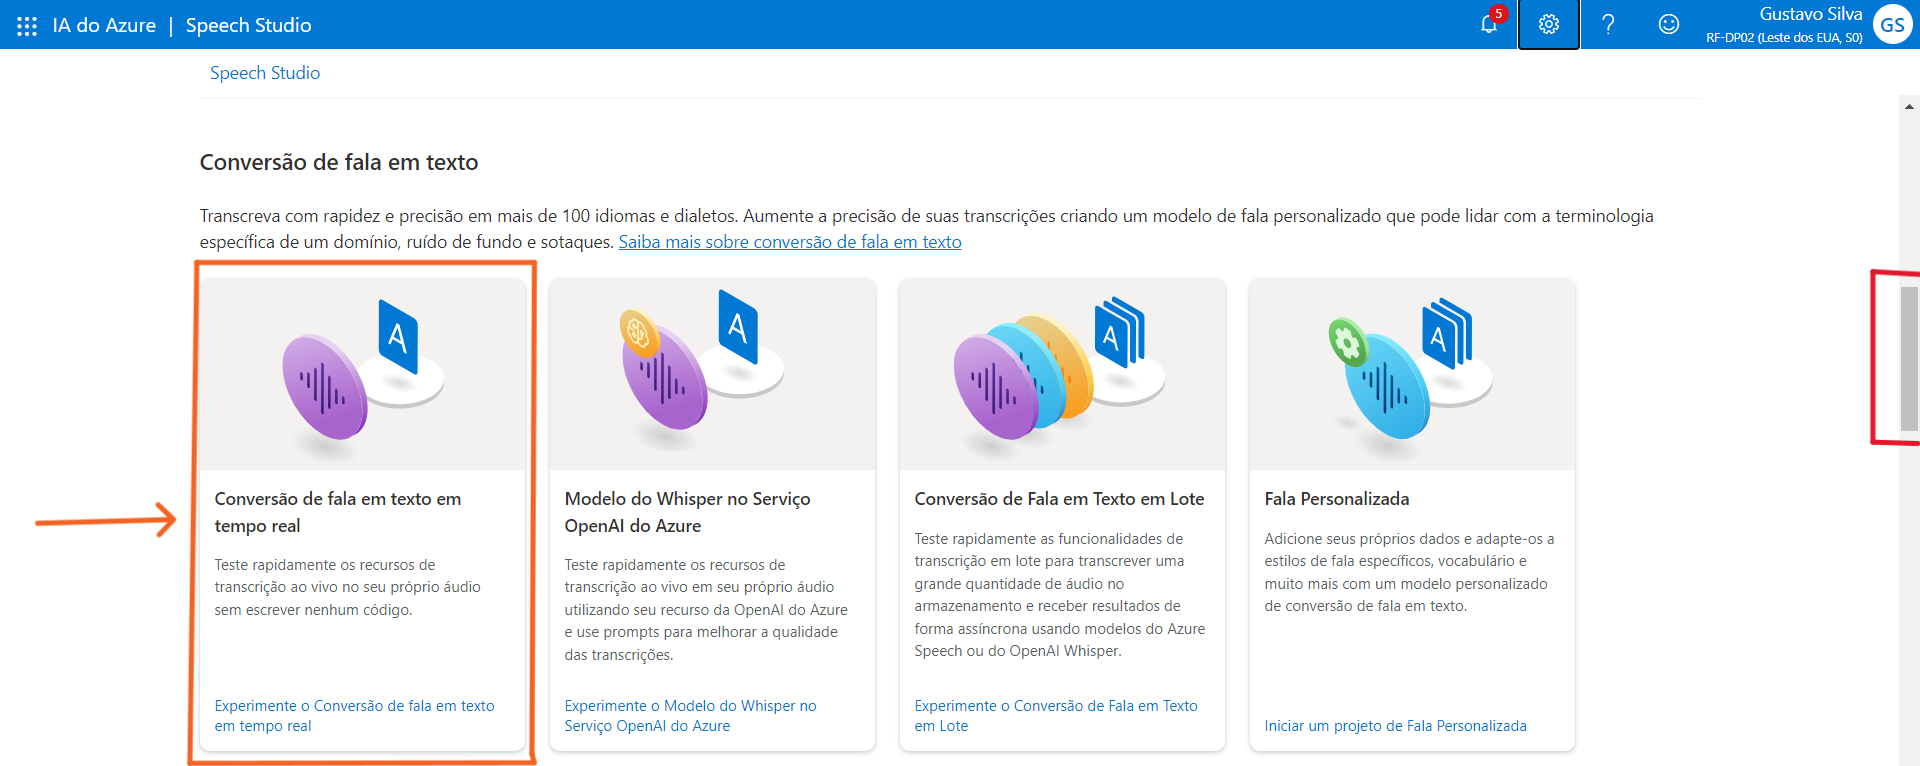 IA do Azure | Speech Studio
5
?
Gustavo Silva
RF-DP02 (Leste dos EUA, S0)
GS
Speech Studio
Conversão de fala em texto
Transcreva com rapidez e precisão em mais de 100 idiomas e dialetos. Aumente a precisão de suas transcrições criando um modelo de fala personalizado que pode lidar com a terminologia
específica de um domínio, ruído de fundo e sotaques. Saiba mais sobre conversão de fala em texto
A
Conversão de fala em texto em
tempo real
Teste rapidamente os recursos de
transcrição ao vivo no seu próprio áudio
sem escrever nenhum código.
Experimente o Conversão de fala em texto
em tempo real
A
Modelo do Whisper no Serviço
OpenAI do Azure
Teste rapidamente os recursos de
transcrição ao vivo em seu próprio áudio
utilizando seu recurso da OpenAI do Azure
e use prompts para melhorar a qualidade
das transcrições.
Experimente o Modelo do Whisper no
Serviço OpenAI do Azure
A
Conversão de Fala em Texto em Lote
Teste rapidamente as funcionalidades de
transcrição em lote para transcrever uma
grande quantidade de áudio no
armazenamento e receber resultados de
forma assíncrona usando modelos do Azure
Speech ou do OpenAI Whisper.
Experimente o Conversão de Fala em Texto
em Lote
A
Fala Personalizada
Adicione seus próprios dados e adapte-os a
estilos de fala específicos, vocabulário e
muito mais com um modelo personalizado
de conversão de fala em texto.
Iniciar um projeto de Fala Personalizada